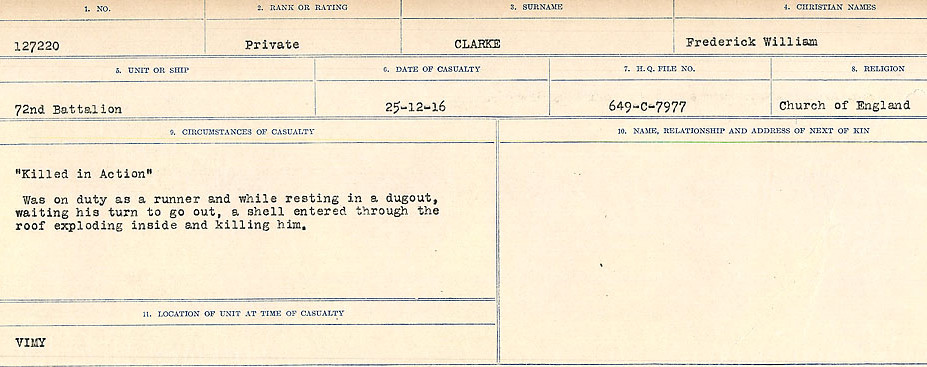 1. NO.
2. RANK OR RATING
3. SURNAME
4. CHRISTIAN NAMES
127220
Private
CLARKE
Frederick William
5. UNIT OR SHIP
6. DATE OF CASUALTY
7. H.Q. FILE NO.
8. RELIGION
72nd Battalion
25-12-16
649-C-7977
Church of England
9. CIRCUMSTANCES OF CASUALTY
10. NAME, RELATIONSHIP AND ADDRESS OF NEXT OF KIN
"Killed in Action"
Was on duty as a runner and while resting in a dugout,
waiting his turn to go out, a shell entered through the
roof exploding inside and killing him.
11. LOCATION OF UNIT AT TIME OF CASUALTY
VIMY